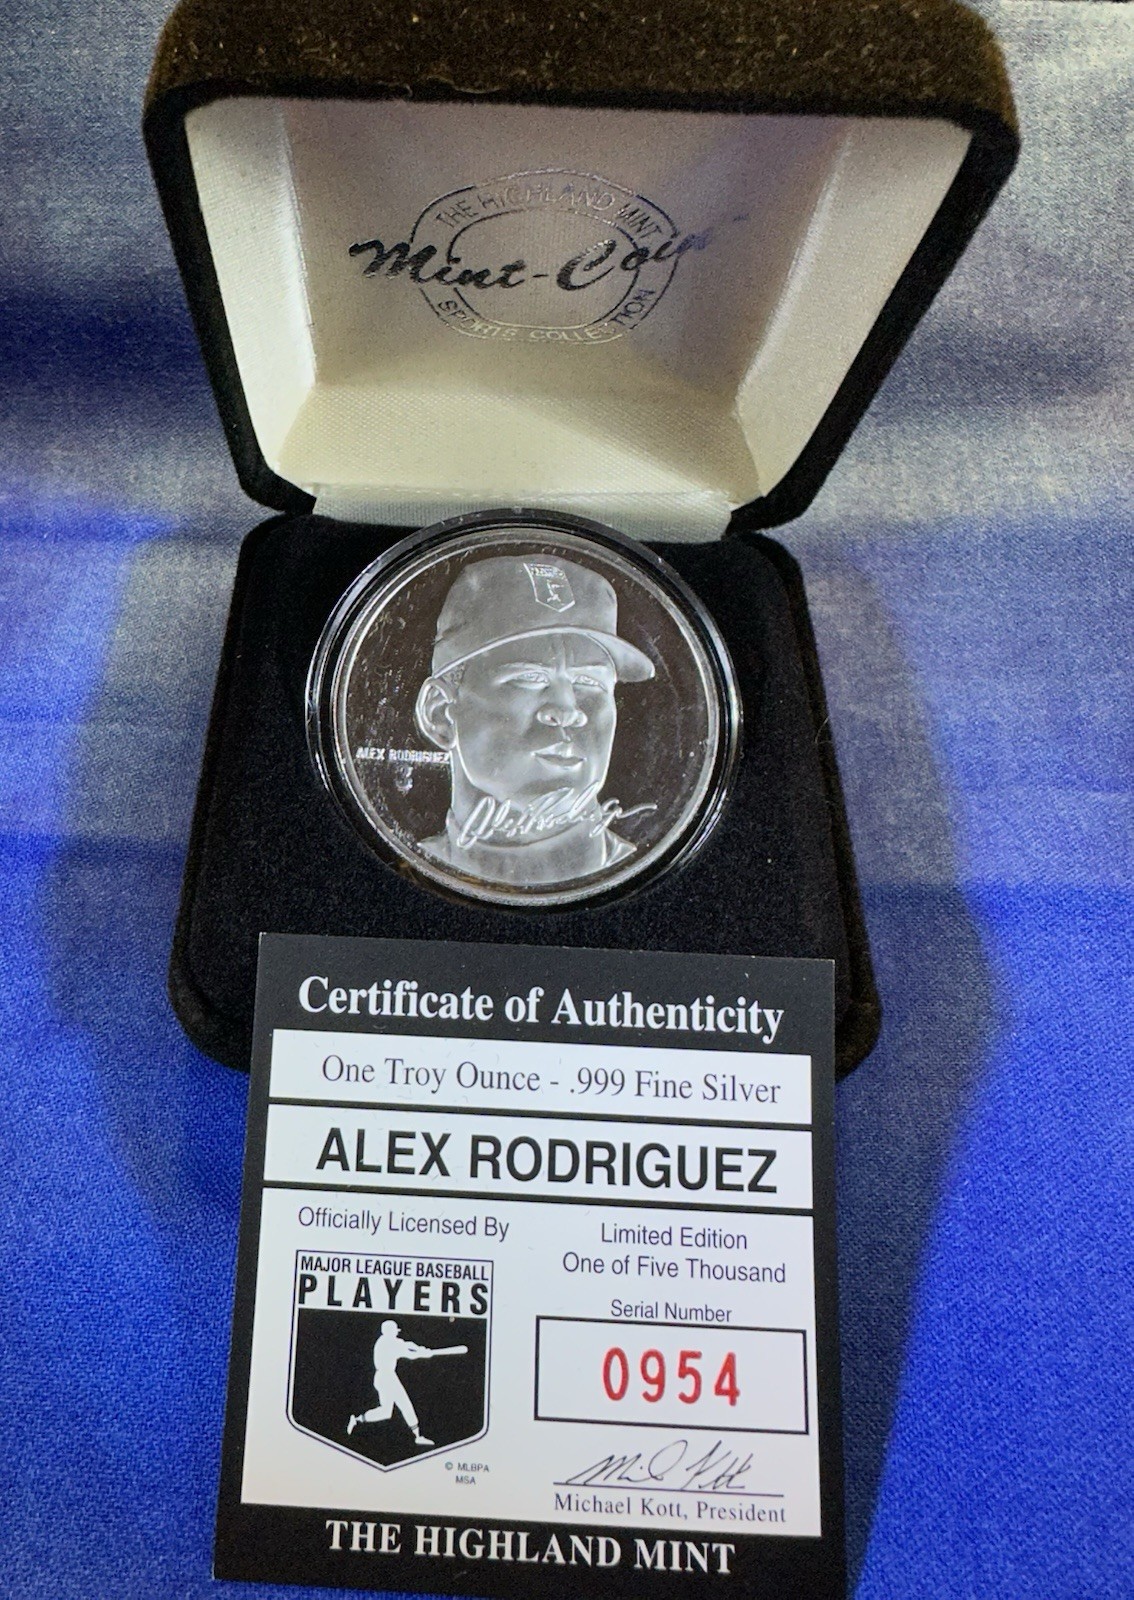 THE HIGHLAND MINT
Mint-Coin
SPORTS COLLECTION
ALEX RODRIGUEZ
Alex Rodriguez
Certificate of Authenticity
One Troy Ounce - .999 Fine Silver
ALEX RODRIGUEZ
Officially Licensed By
MAJOR LEAGUE BASEBALL
PLAYERS
© MLBPA
MSA
Limited Edition
One of Five Thousand
Serial Number
0954
Michael Kott, President
THE HIGHLAND MINT